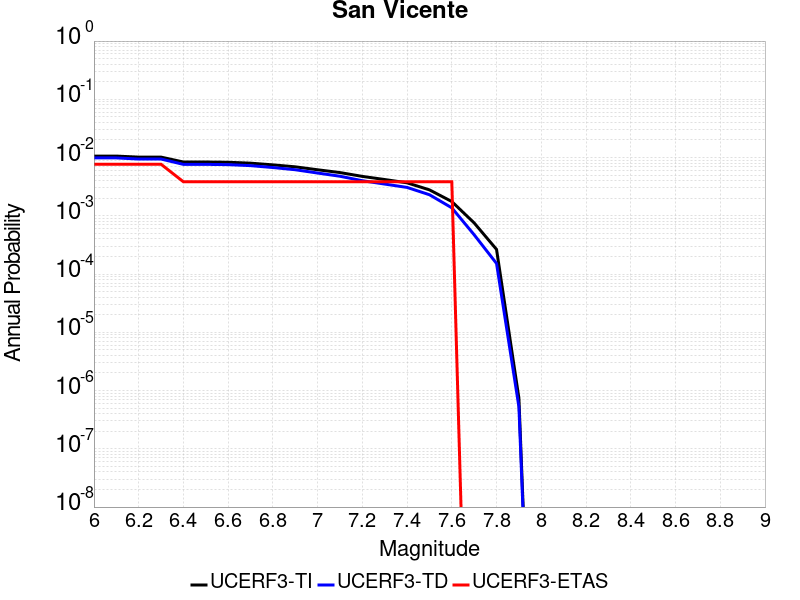 San Vicente
10^0
10^-1
10^-2
10^-3
10^-4
10^-5
10^-6
10^-7
10^-8
Annual Probability
6 6.2 6.4 6.6 6.8 7 7.2 7.4 7.6 7.8 8 8.2 8.4 8.6 8.8 9
Magnitude
UCERF3-TI UCERF3-TD UCERF3-ETAS